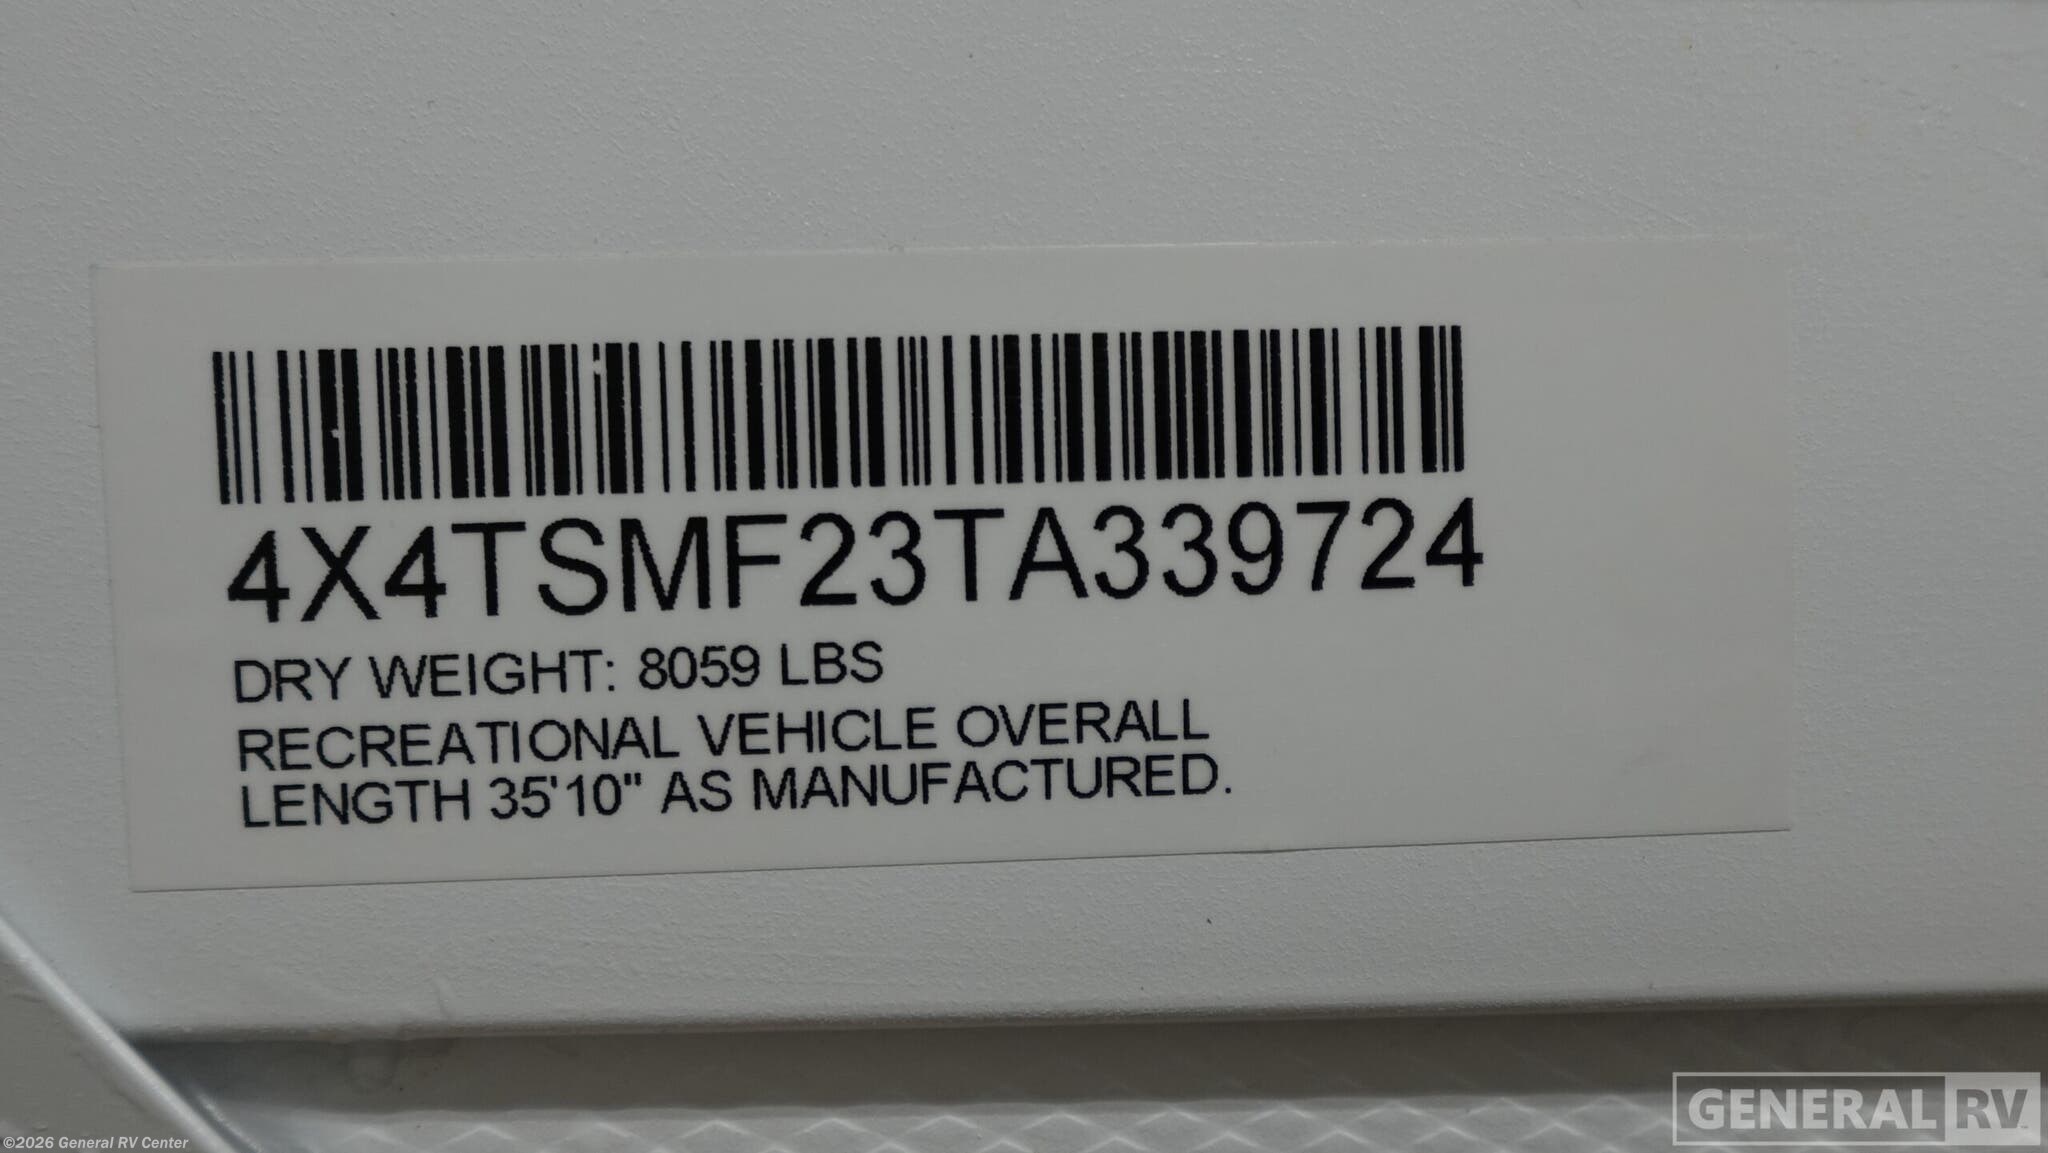 4X4TSMF23TA339724
DRY WEIGHT: 8059 LBS
RECREATIONAL VEHICLE OVERALL
LENGTH 35'10" AS MANUFACTURED.
GENERAL RV
©2026 General RV Center